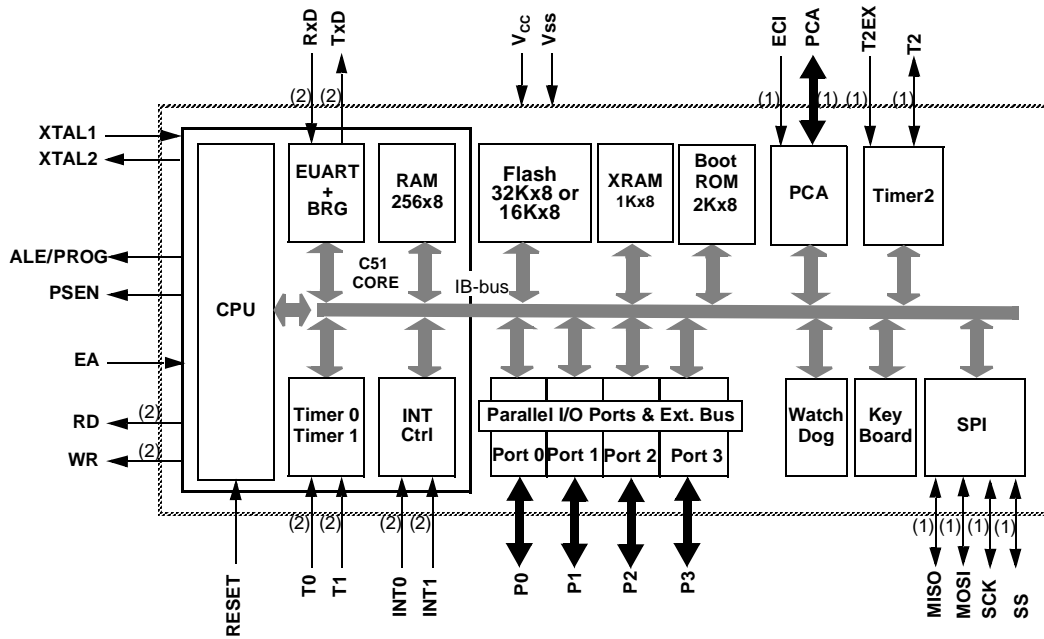 RxD
TxD
Vcc
Vss
ECI
PCA
T2EX
T2
(2)
(2)
(1)
(1)
(1)
(1)
XTAL1
XTAL2
ALE/PROG
PSEN
EA
RD
(2)
WR
(2)
CPU
EUART
+
BRG
RAM
256x8
C51
CORE
IB-bus
Flash
32Kx8 or
16Kx8
XRAM
1Kx8
Boot
ROM
2Kx8
PCA
Timer2
Timer 0
Timer 1
INT
Ctrl
Parallel I/O Ports & Ext. Bus
Port 0
Port 1
Port 2
Port 3
Watch
Dog
Key
Board
SPI
(2)
(2)
(2)
(2)
(1)
(1)
(1)
(1)
RESET
T0
T1
INT0
INT1
P0
P1
P2
P3
MISO
MOSI
SCK
SS